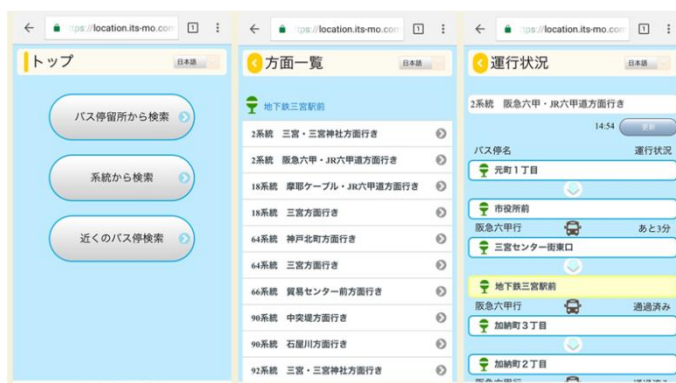 location.its-mo.com
1
トップ
日本語
バス停留所から検索
系統から検索
近くのバス停検索
location.its-mo.com
1
方面一覧
日本語
地下鉄三宮駅前
2系統 三宮・三宮神社方面行き
2系統 阪急六甲・JR六甲道方面行き
18系統 摩耶ケーブル・JR六甲道方面行き
18系統 三宮方面行き
64系統 神戸北町方面行き
64系統 三宮方面行き
66系統 貿易センター前方面行き
90系統 中突堤方面行き
90系統 石屋川方面行き
92系統 三宮・三宮神社方面行き
location.its-mo.com
1
運行状況
日本語
2系統 阪急六甲・JR六甲道方面行き
14:54 更新
バス停名 運行状況
元町1丁目
市役所前
阪急六甲行 あと3分
三宮センター街東口
地下鉄三宮駅前
阪急六甲行 通過済み
加納町3丁目
加納町2丁目